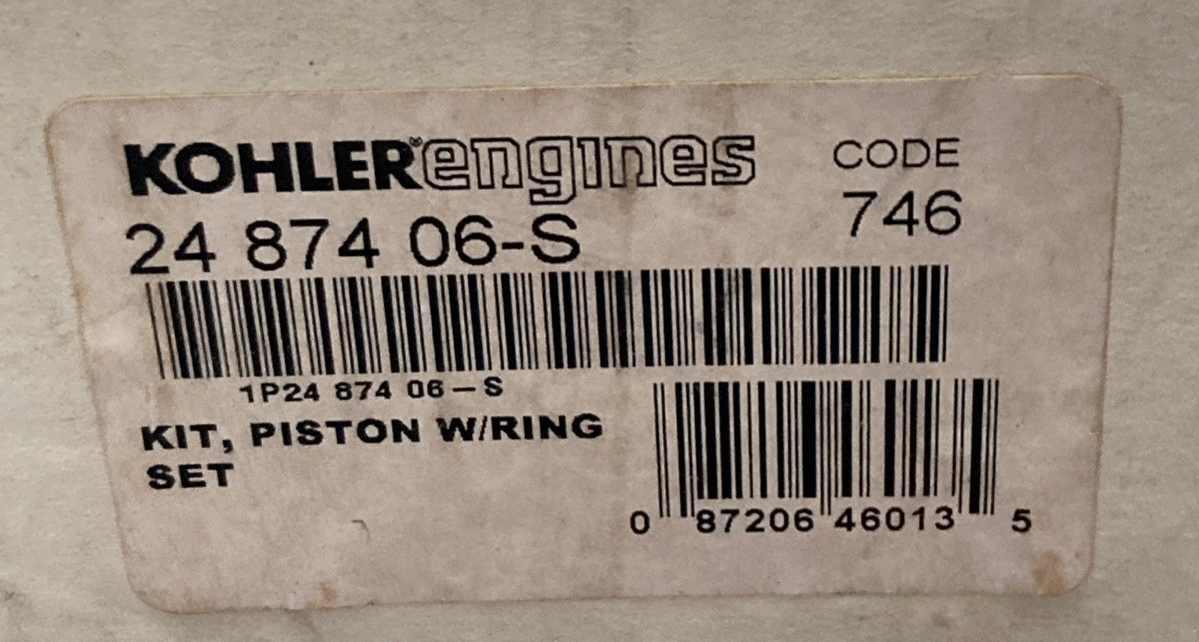 KOHLER®engines CODE
24 874 06-S 746
1P24 874 06-S
KIT, PISTON W/RING
SET
0 87206 46013 5